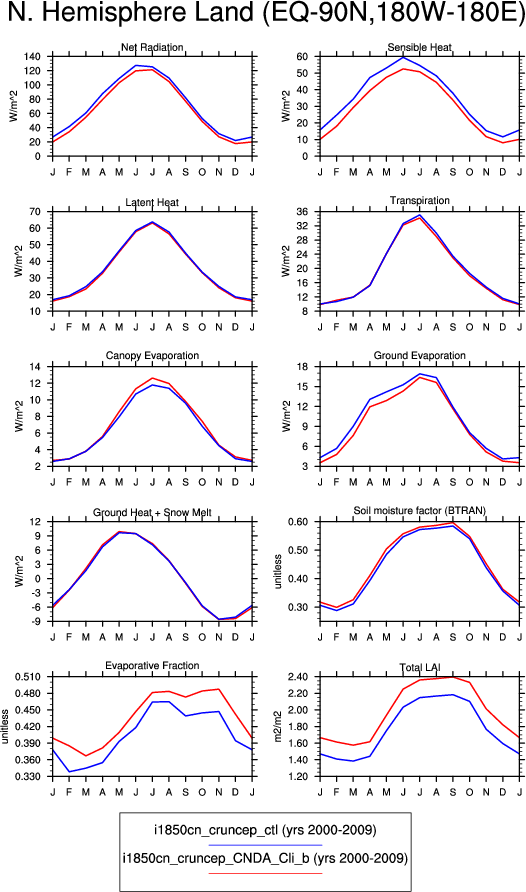 N. Hemisphere Land (EQ-90N,180W-180E)
Net Radiation
Sensible Heat
W/m^2
140
120
100
80
60
40
20
0
J F M A M J J A S O N D J
W/m^2
60
50
40
30
20
10
0
J F M A M J J A S O N D J
Latent Heat
Transpiration
W/m^2
70
60
50
40
30
20
10
J F M A M J J A S O N D J
W/m^2
36
32
28
24
20
16
12
8
J F M A M J J A S O N D J
Canopy Evaporation
Ground Evaporation
W/m^2
14
12
10
8
6
4
2
J F M A M J J A S O N D J
W/m^2
18
15
12
9
6
3
J F M A M J J A S O N D J
Ground Heat + Snow Melt
Soil moisture factor (BTRAN)
W/m^2
12
9
6
3
0
-3
-6
-9
J F M A M J J A S O N D J
unitless
0.60
0.50
0.40
0.30
J F M A M J J A S O N D J
Evaporative Fraction
Total LAI
unitless
0.510
0.480
0.450
0.420
0.390
0.360
0.330
J F M A M J J A S O N D J
m2/m2
2.40
2.20
2.00
1.80
1.60
1.40
1.20
J F M A M J J A S O N D J
i1850cn_cruncep_ctl (yrs 2000-2009)
i1850cn_cruncep_CNDA_Cli_b (yrs 2000-2009)